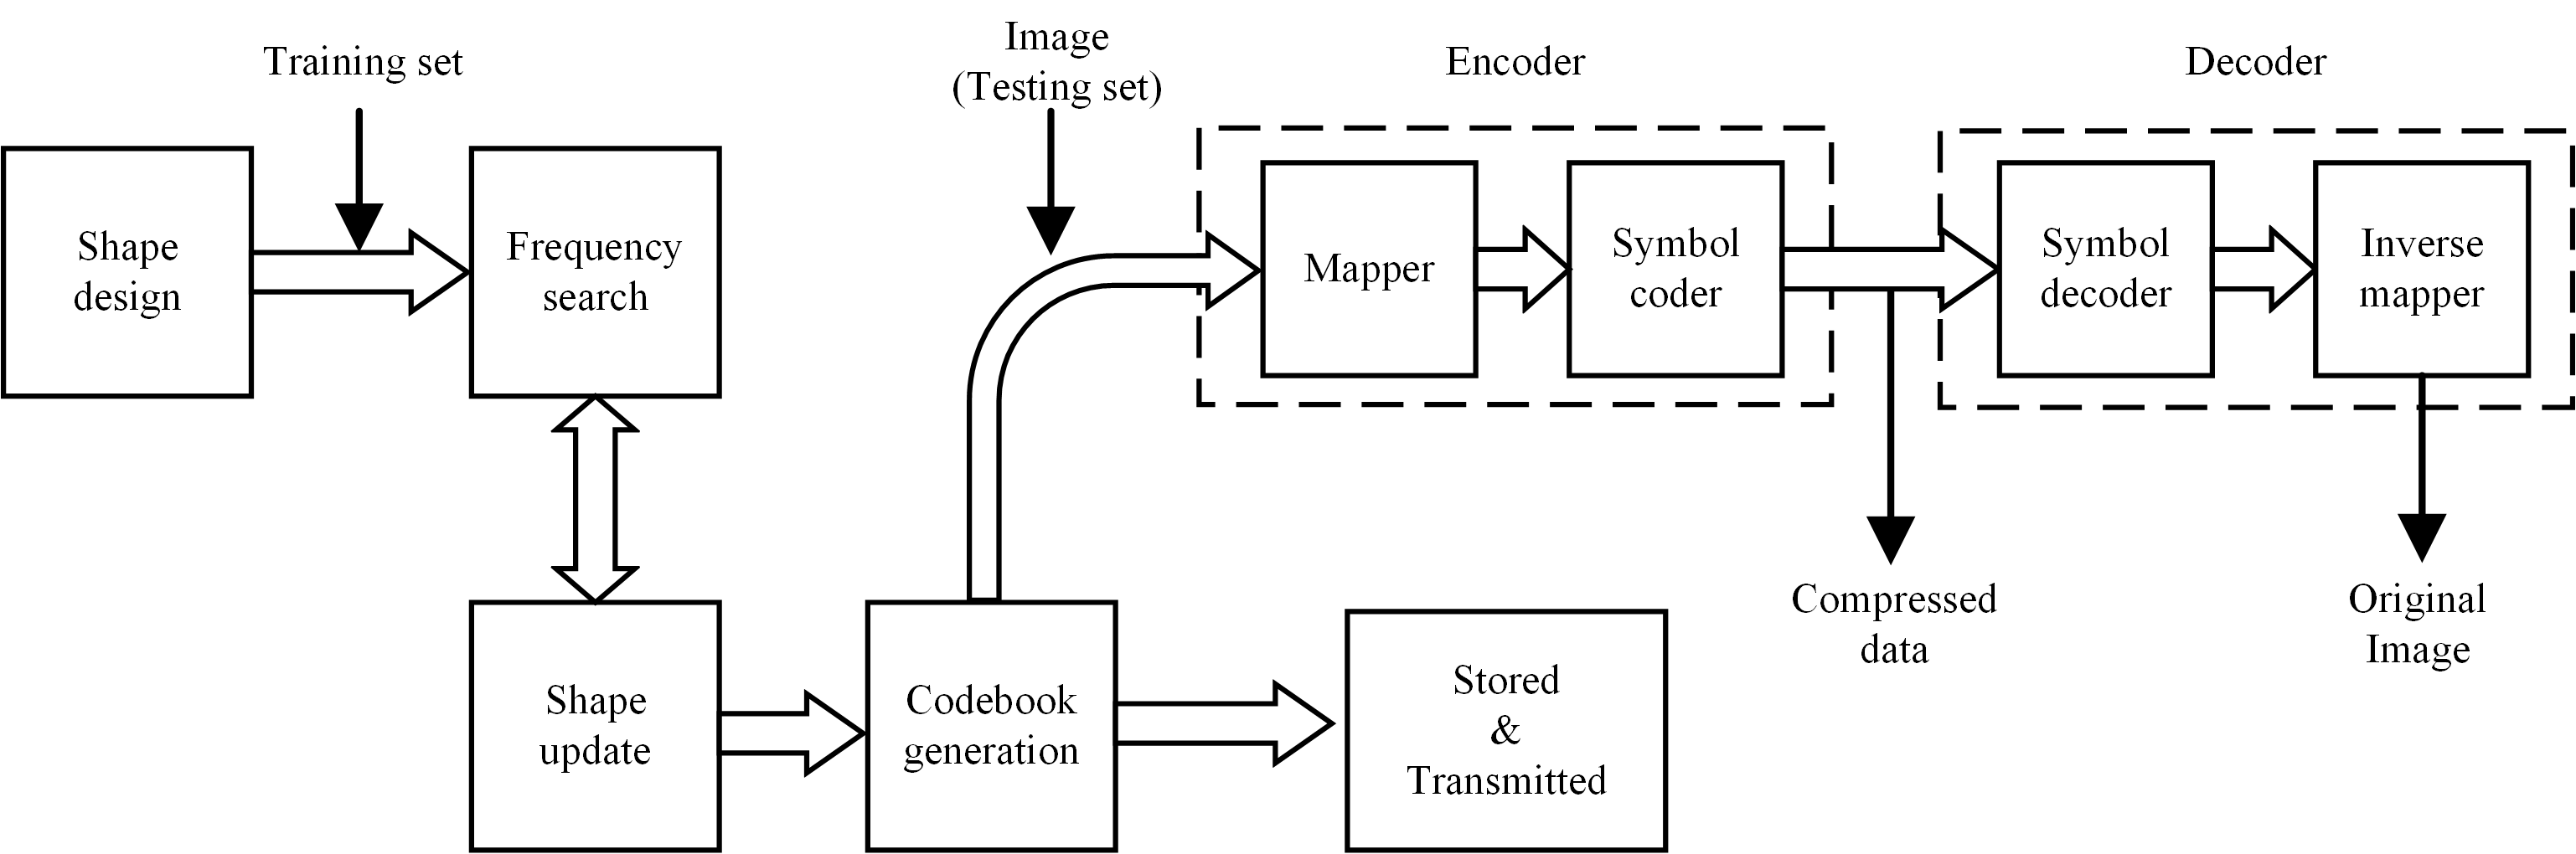 Training set
Image
(Testing set)
Encoder
Decoder
Shape
design
Frequency
search
Mapper
Symbol
coder
Symbol
decoder
Inverse
mapper
Compressed
data
Original
Image
Shape
update
Codebook
generation
Stored
&
Transmitted